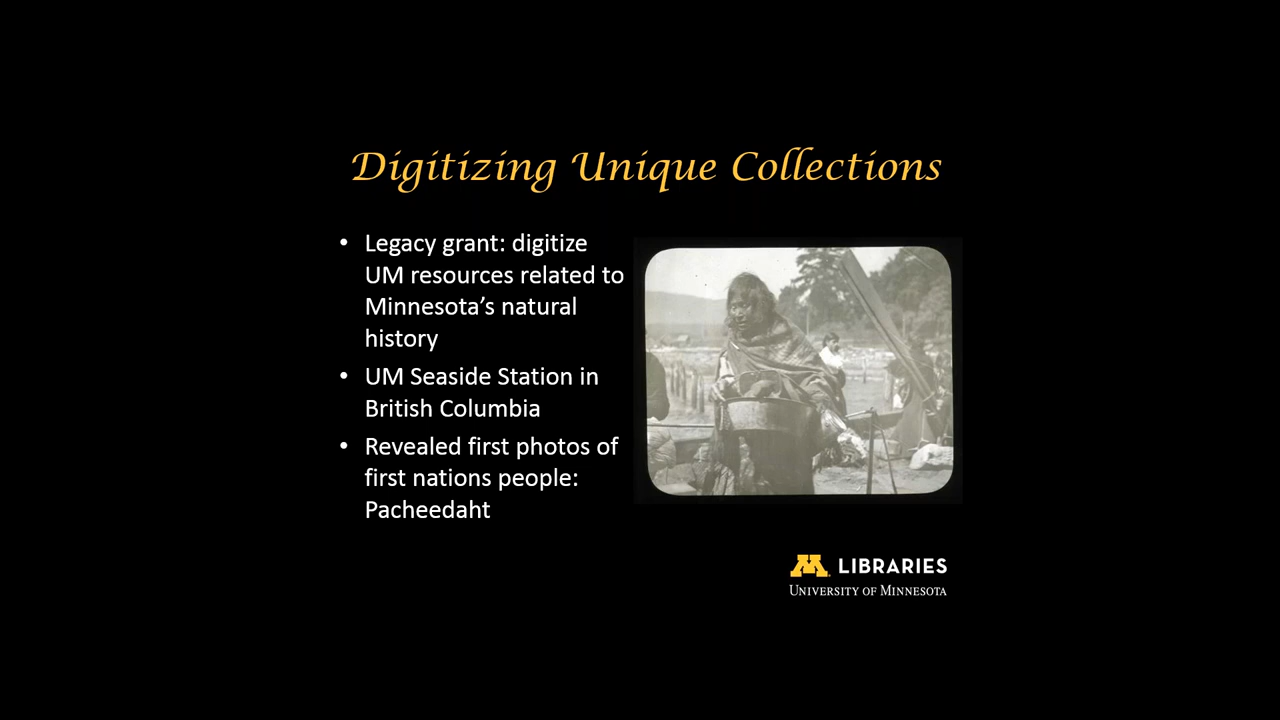 Digitizing Unique Collections
• Legacy grant: digitize
UM resources related to
Minnesota’s natural
history
• UM Seaside Station in
British Columbia
• Revealed first photos of
first nations people:
Pacheedaht
M LIBRARIES
UNIVERSITY OF MINNESOTA